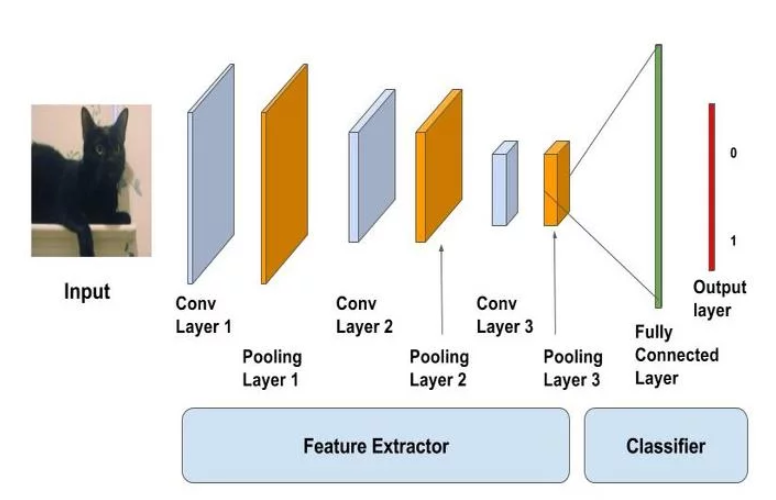 Input
Conv
Layer 1
Pooling
Layer 1
Conv
Layer 2
Pooling
Layer 2
Conv
Layer 3
Pooling
Layer 3
Fully
Connected
Layer
0
1
Output
layer
Feature Extractor
Classifier